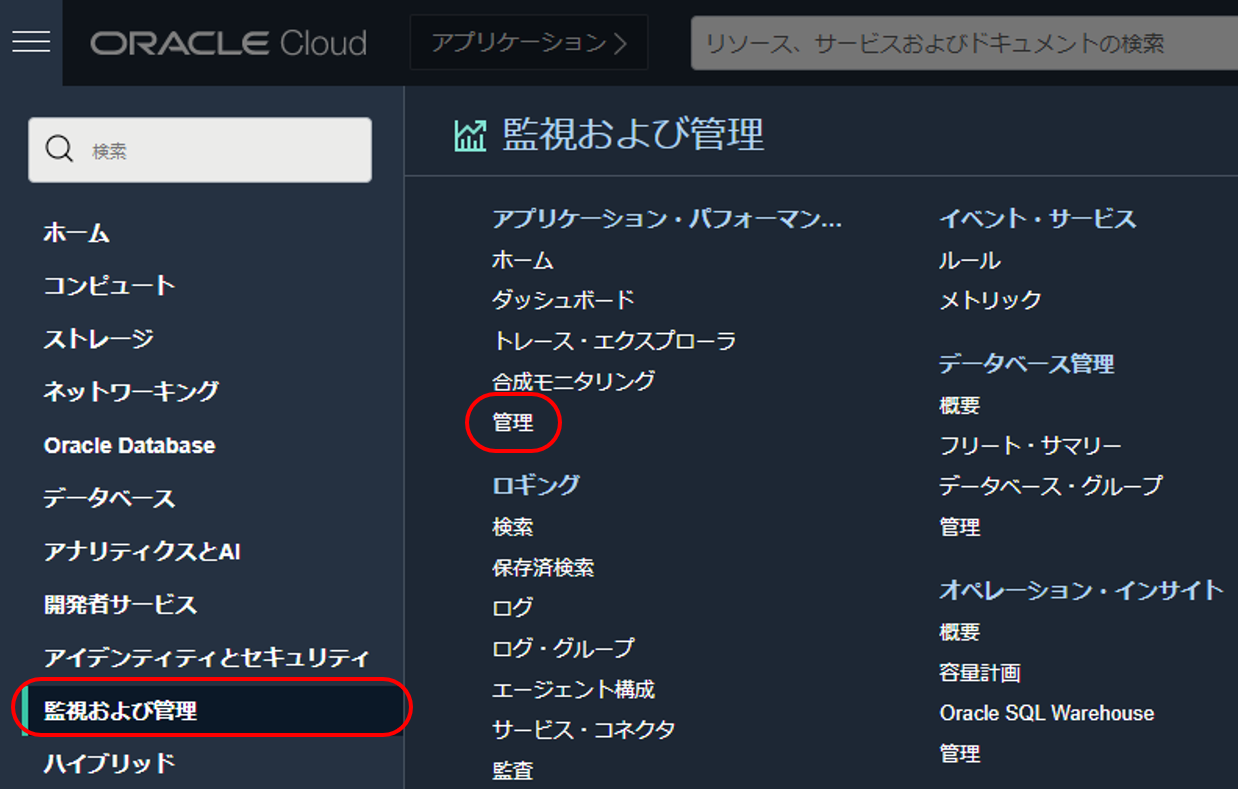 ORACLE Cloud
アプリケーション
リソース、サービスおよびドキュメントの検索
検索
ホーム
コンピュート
ストレージ
ネットワーキング
Oracle Database
データベース
アナリティクスとAI
開発者サービス
アイデンティティとセキュリティ
監視および管理
ハイブリッド
監視および管理
アプリケーション・パフォーマン...
ホーム
ダッシュボード
トレース・エクスプローラ
合成モニタリング
管理
ロギング
検索
保存済検索
ログ
ログ・グループ
エージェント構成
サービス・コネクタ
監査
イベント・サービス
ルール
メトリック
データベース管理
概要
フリート・サマリー
データベース・グループ
管理
オペレーション・インサイト
概要
容量計画
Oracle SQL Warehouse
管理